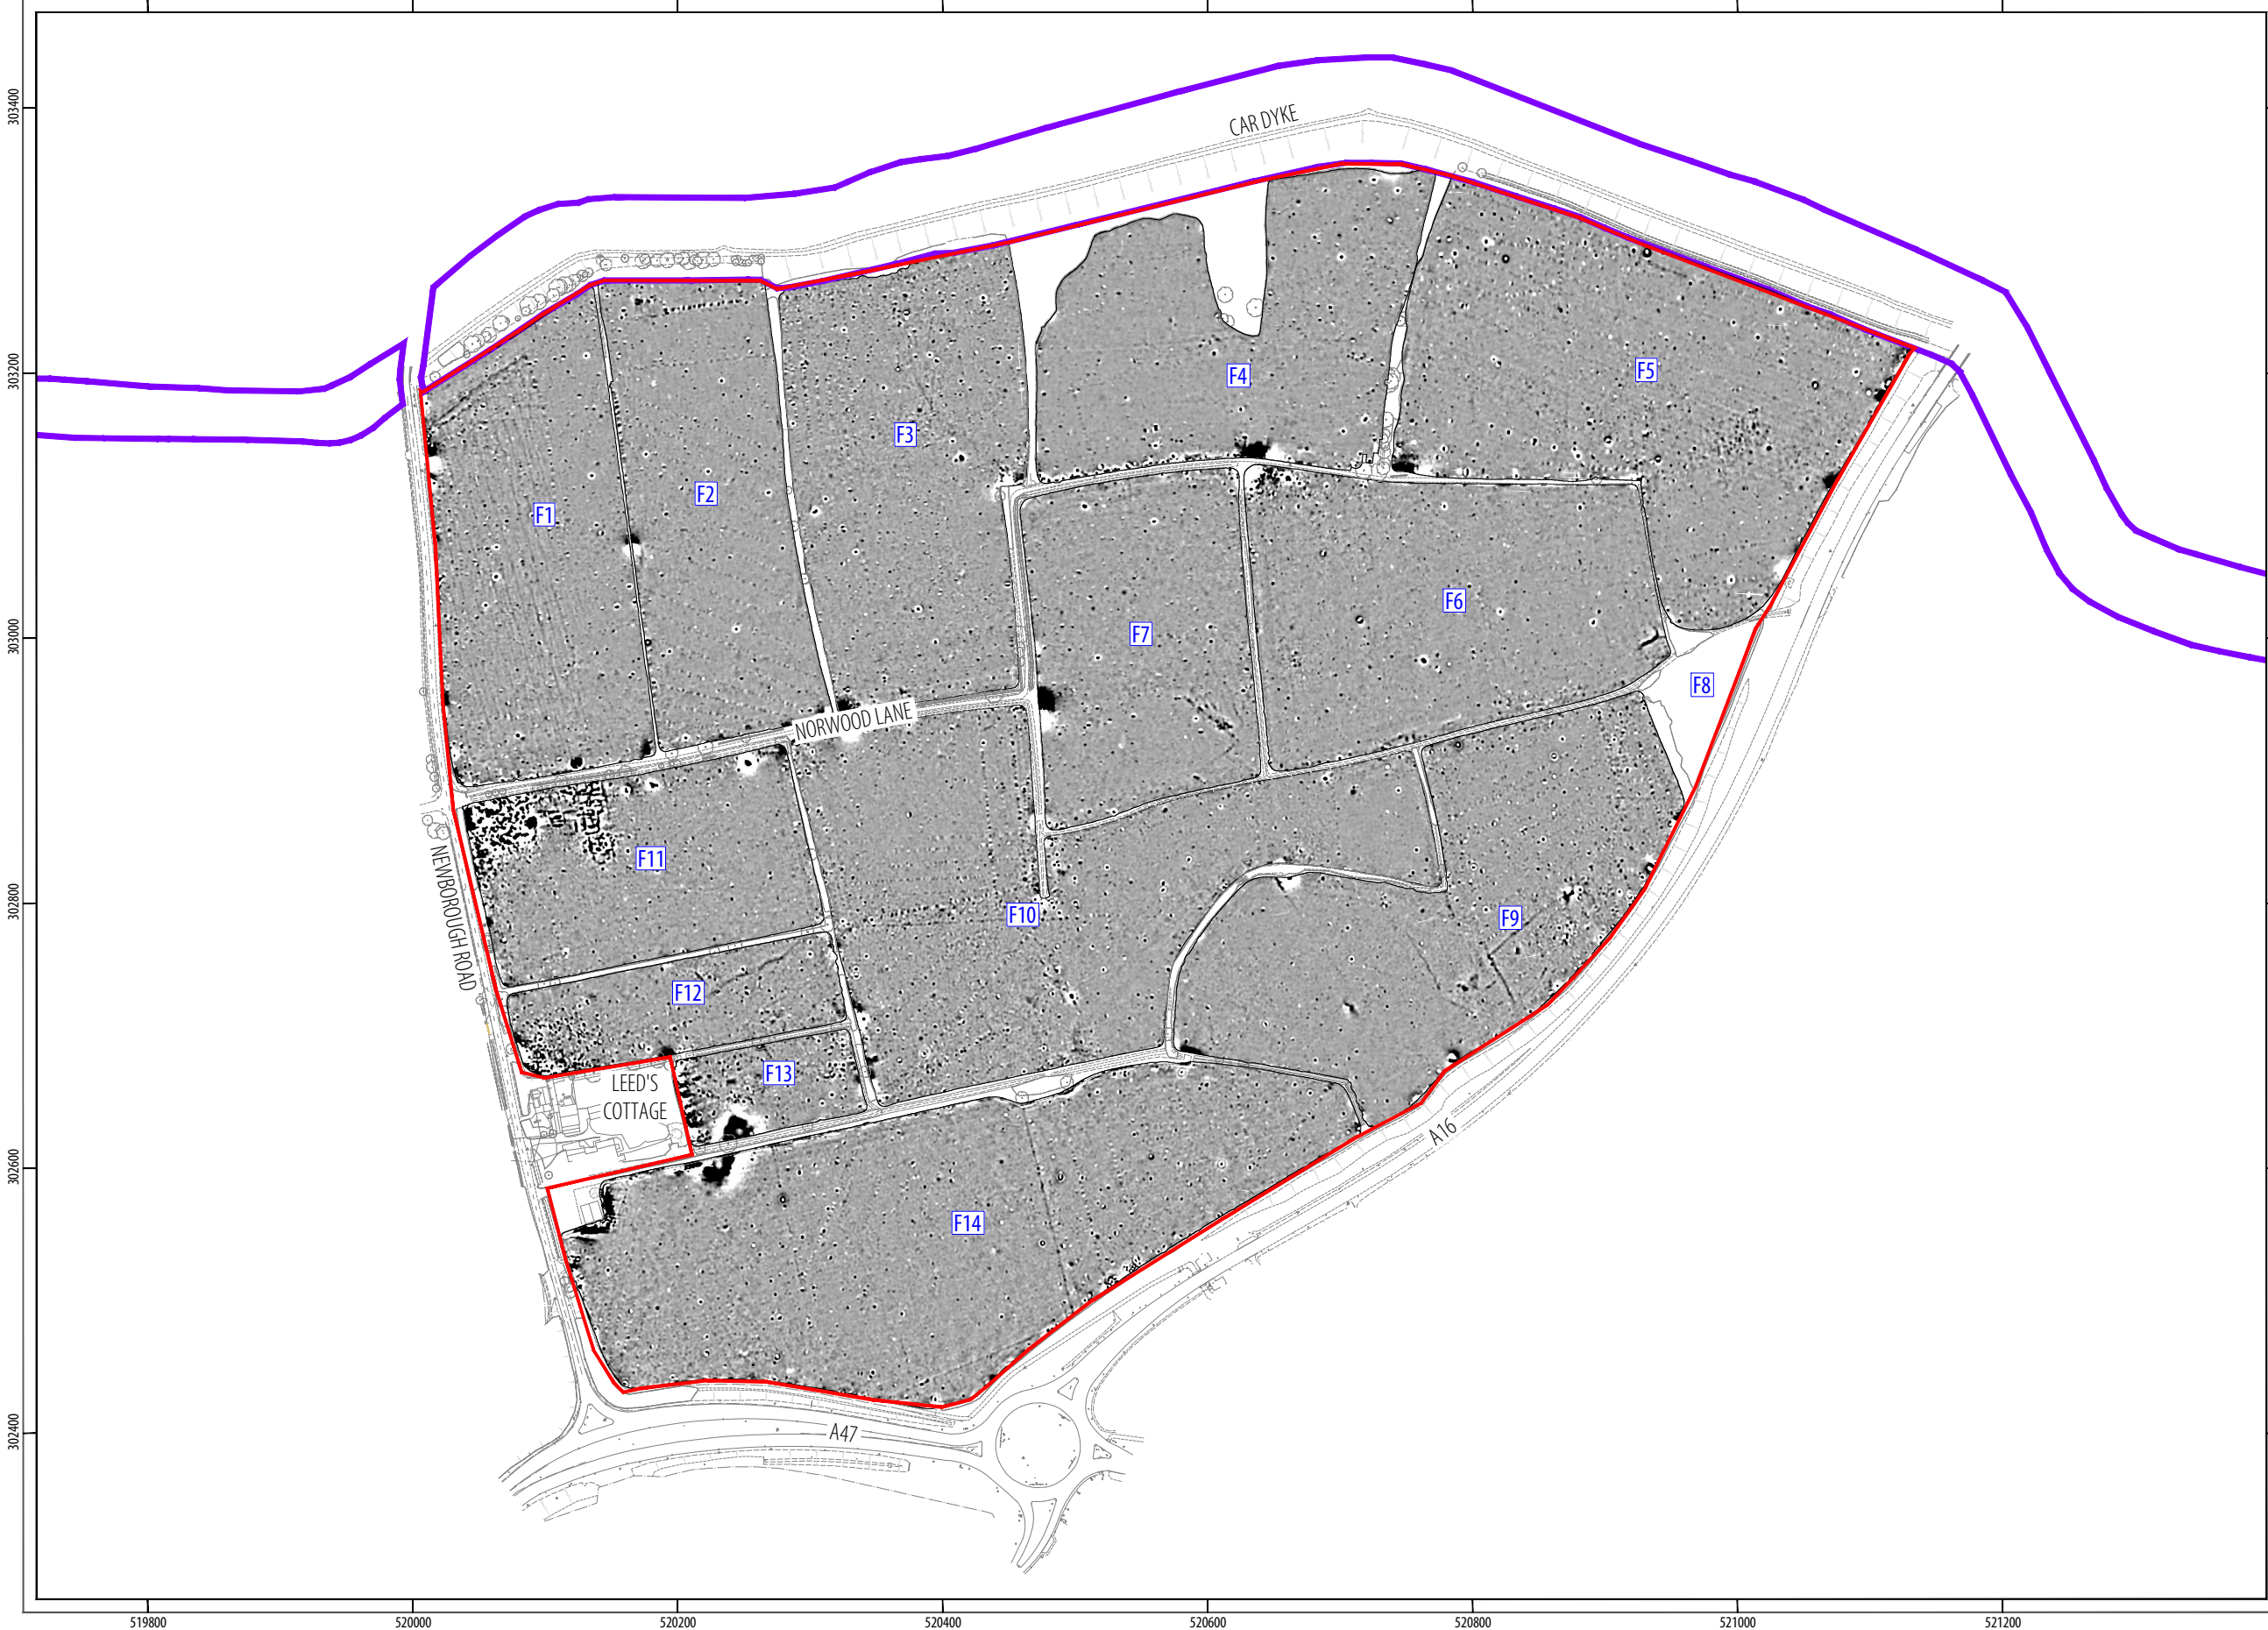 CAR DYKE
303400
303200
303000
302800
302600
302400
F1
F2
F3
F4
F5
F6
F7
F8
F9
F10
F11
F12
F13
F14
NORWOOD LANE
NEWBOROUGH ROAD
LEED'S
COTTAGE
A16
A47
519800
520000
520200
520400
520600
520800
521000
521200